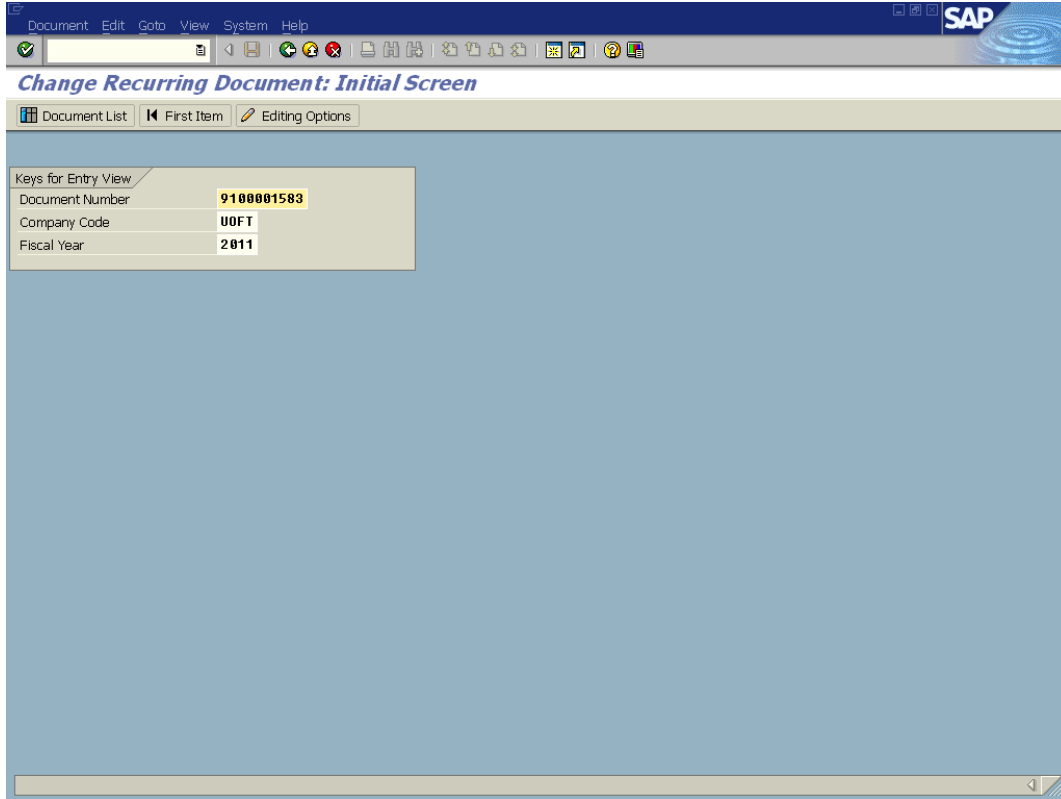 Document Edit Goto View System Help
SAP
Change Recurring Document: Initial Screen
Document List First Item Editing Options
Keys for Entry View
Document Number 9100001583
Company Code UOFT
Fiscal Year 2011